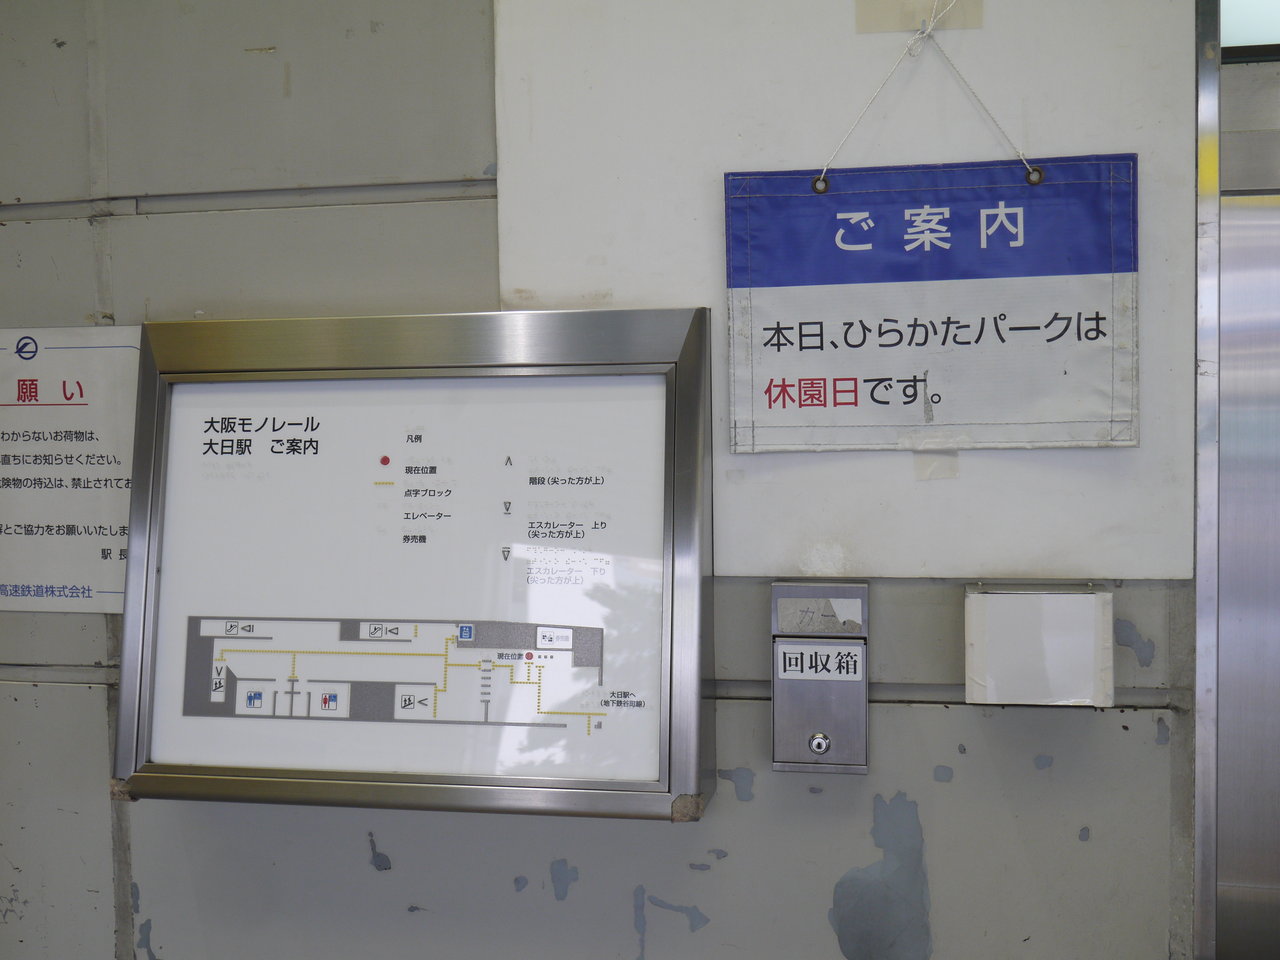 願い
わからないお荷物は、
直ちにお知らせください。
険物の持込は、禁止されてお
とご協力をお願いいたしま
駅長
高速鉄道株式会社
大阪モノレール
大日駅 ご案内
凡例
現在位置
点字ブロック
エレベーター
券売機
階段(尖った方が上)
エスカレーター 上り
(尖った方が上)
エスカレーター 下り
(尖った方が上)
現在位置
大日駅へ
(地下鉄谷町線)
ご案内
本日、ひらかたパークは
休園日です。
カー
回収箱